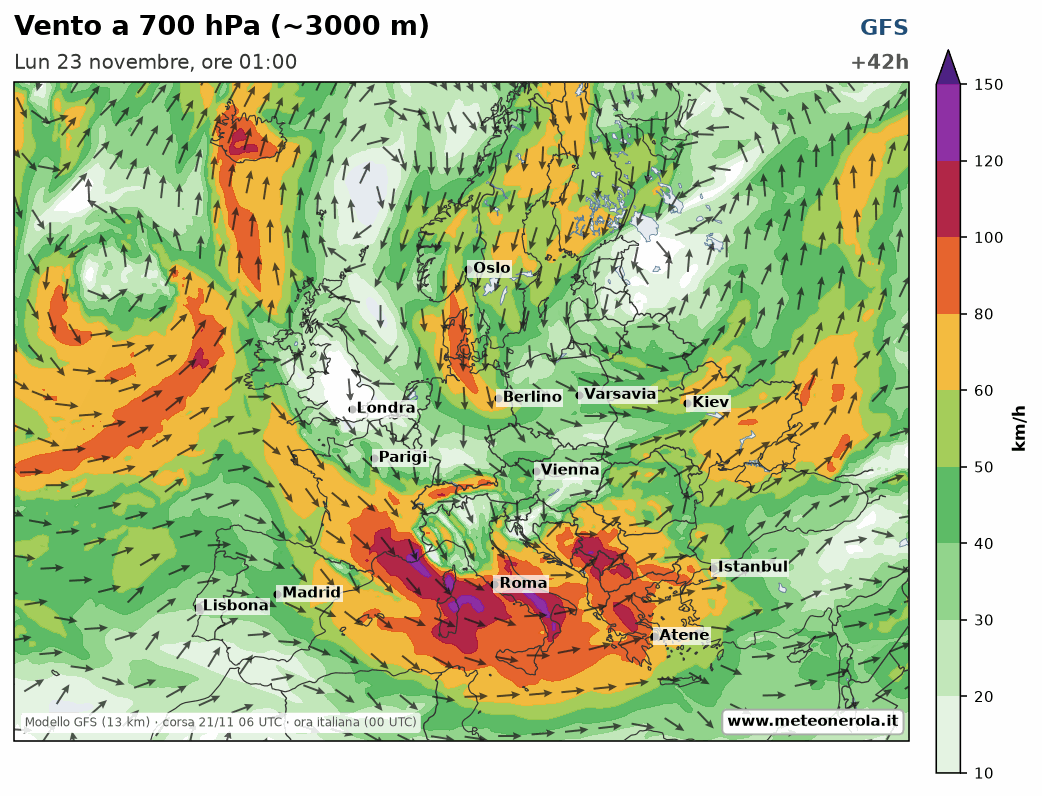 Vento a 700 hPa (~3000 m)
GFS
Lun 23 novembre, ore 01:00
+42h
150
120
100
80
60
50
40
30
20
10
km/h
Oslo
Berlino
Varsavia
Kiev
Londra
Parigi
Vienna
Istanbul
Roma
Madrid
Lisbona
Atene
Modello GFS (13 km) · corsa 21/11 06 UTC · ora italiana (00 UTC)
www.meteonerola.it